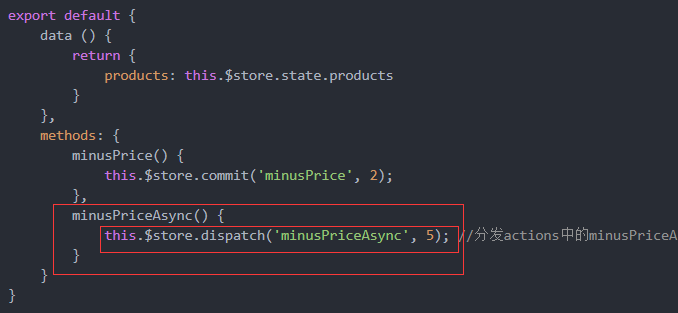 export default {
    data () {
        return {
            products: this.$store.state.products
        }
    },
    methods: {
        minusPrice() {
            this.$store.commit('minusPrice', 2);
        },
        minusPriceAsync() {
            this.$store.dispatch('minusPriceAsync', 5); //分发actions中的minusPriceA
        }
    }
}